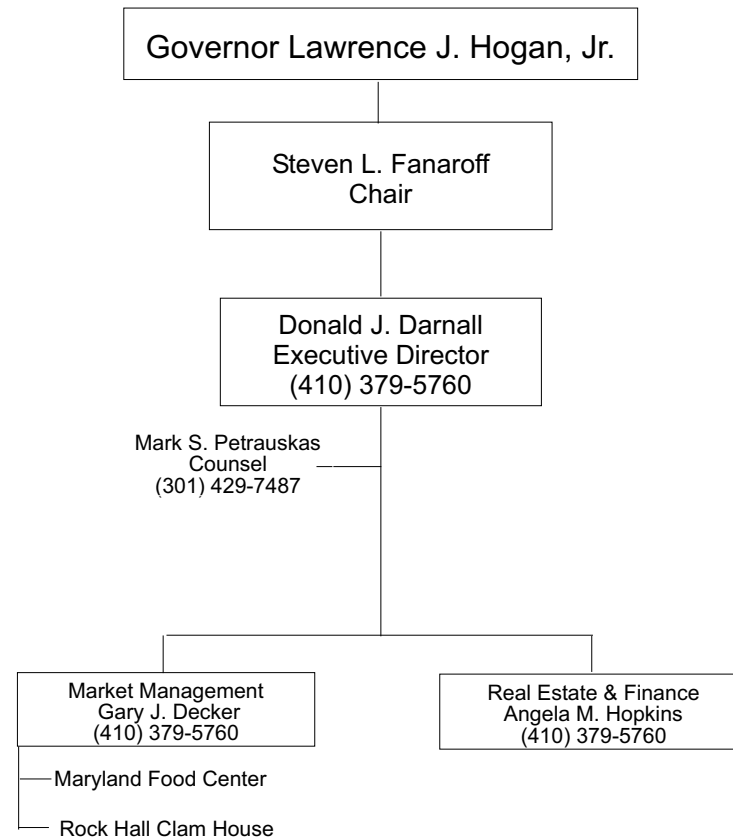 Governor Lawrence J. Hogan, Jr.
Steven L. Fanaroff
Chair
Donald J. Darnall
Executive Director
(410) 379-5760
Mark S. Petrauskas
Counsel
(301) 429-7487
Market Management
Gary J. Decker
(410) 379-5760
Maryland Food Center
Rock Hall Clam House
Real Estate & Finance
Angela M. Hopkins
(410) 379-5760